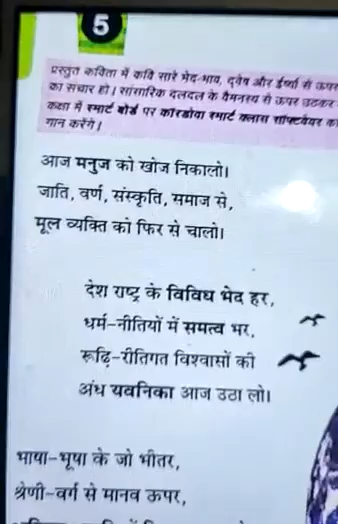 5
प्रस्तुत कविता में कवि सारे भेद-भाव, द्वेष और ईर्ष्या से ऊपर
का संचार हो। सांसारिक दलदल के वैमनस्य से ऊपर उठकर
कक्षा में स्मार्ट बोर्ड पर कॉरडोवा स्मार्ट क्लास सॉफ्टवेयर का
गान करेंगे।
आज मनुज को खोज निकालो।
जाति, वर्ण, संस्कृति, समाज से,
मूल व्यक्ति को फिर से चालो।
देश राष्ट्र के विविध भेद हर,
धर्म-नीतियों में समत्व भर,
रूढ़ि-रीतिगत विश्वासों की
अंध यवनिका आज उठा लो।
भाषा-भूषा के जो भीतर,
श्रेणी-वर्ग से मानव ऊपर,